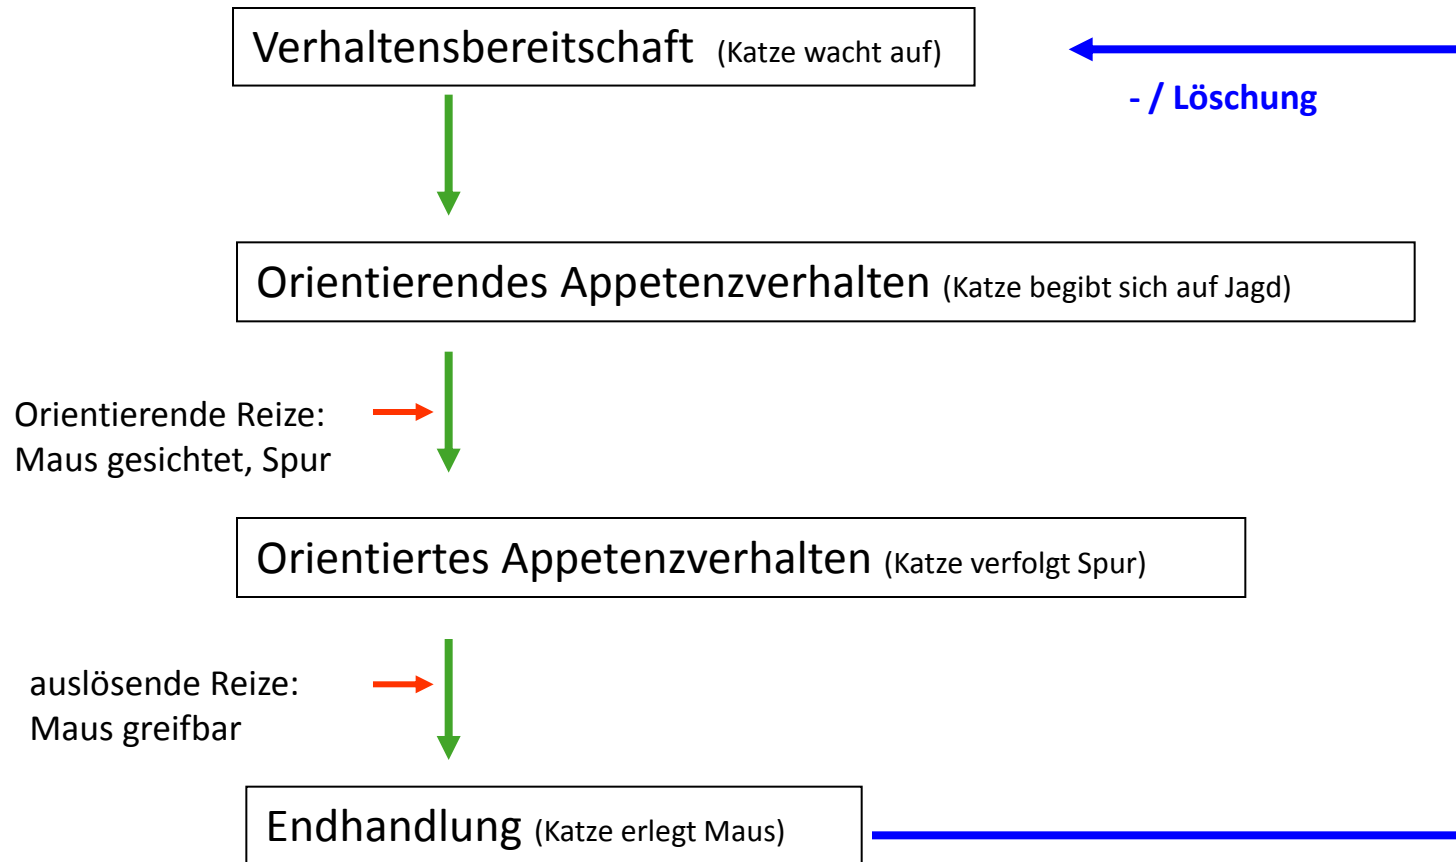 Verhaltensbereitschaft (Katze wacht auf)
- / Löschung
Orientierendes Appetenzverhalten (Katze begibt sich auf Jagd)
Orientierende Reize:
Maus gesichtet, Spur
Orientiertes Appetenzverhalten (Katze verfolgt Spur)
auslösende Reize:
Maus greifbar
Endhandlung (Katze erlegt Maus)